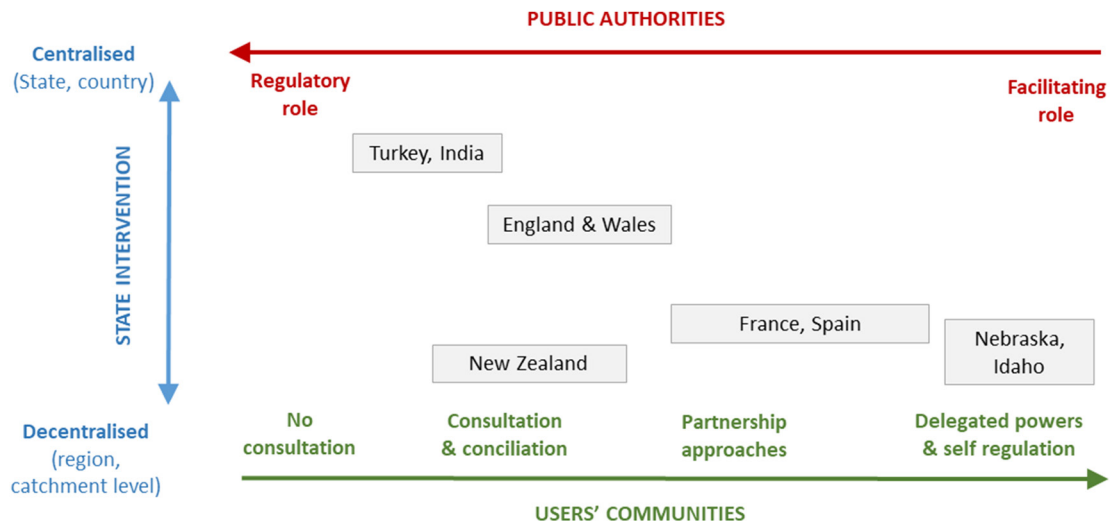 PUBLIC AUTHORITIES
Centralised
(State, country)
Regulatory
role
Facilitating
role
STATE INTERVENTION
Turkey, India
England & Wales
France, Spain
Nebraska,
Idaho
New Zealand
Decentralised
(region,
catchment level)
No
consultation
Consultation
& conciliation
Partnership
approaches
Delegated powers
& self regulation
USERS' COMMUNITIES